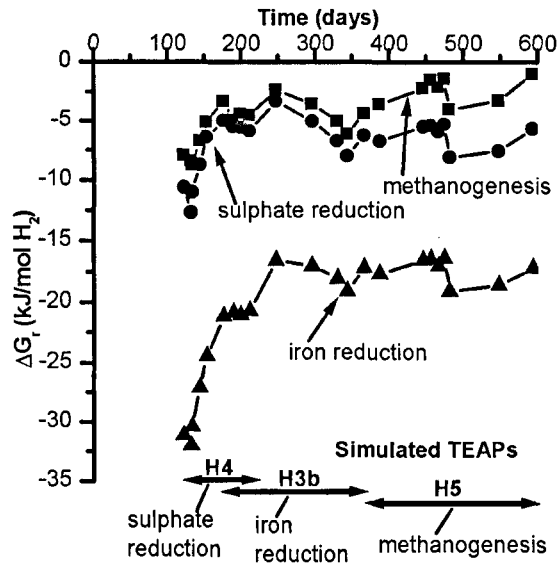 Time (days)
0 100 200 300 400 500 600
0
-5
-10
-15
-20
-25
-30
-35
ΔGr (kJ/mol H2)
methanogenesis
sulphate reduction
iron reduction
Simulated TEAPs
H4
H3b
H5
sulphate
reduction
iron
reduction
methanogenesis